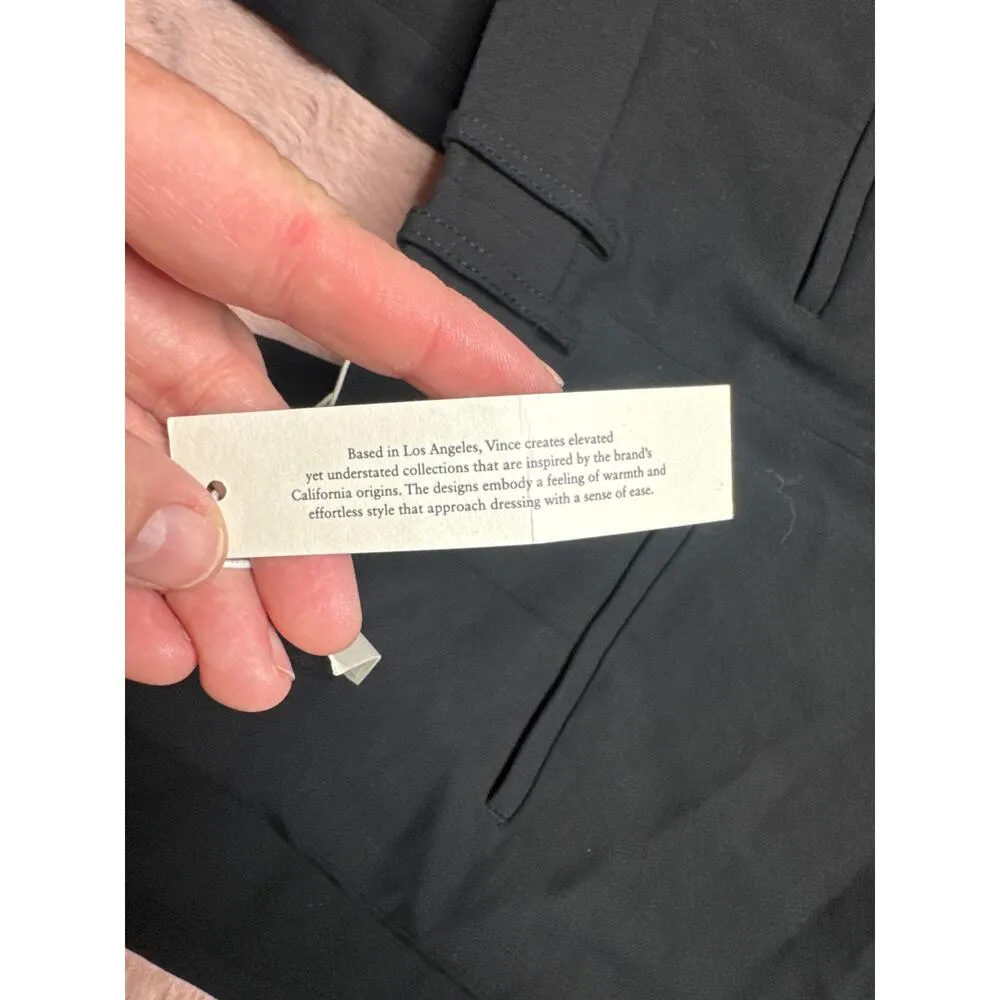 Based in Los Angeles, Vince creates elevated
yet understated collections that are inspired by the brand's
California origins. The designs embody a feeling of warmth and
effortless style that approach dressing with a sense of ease.